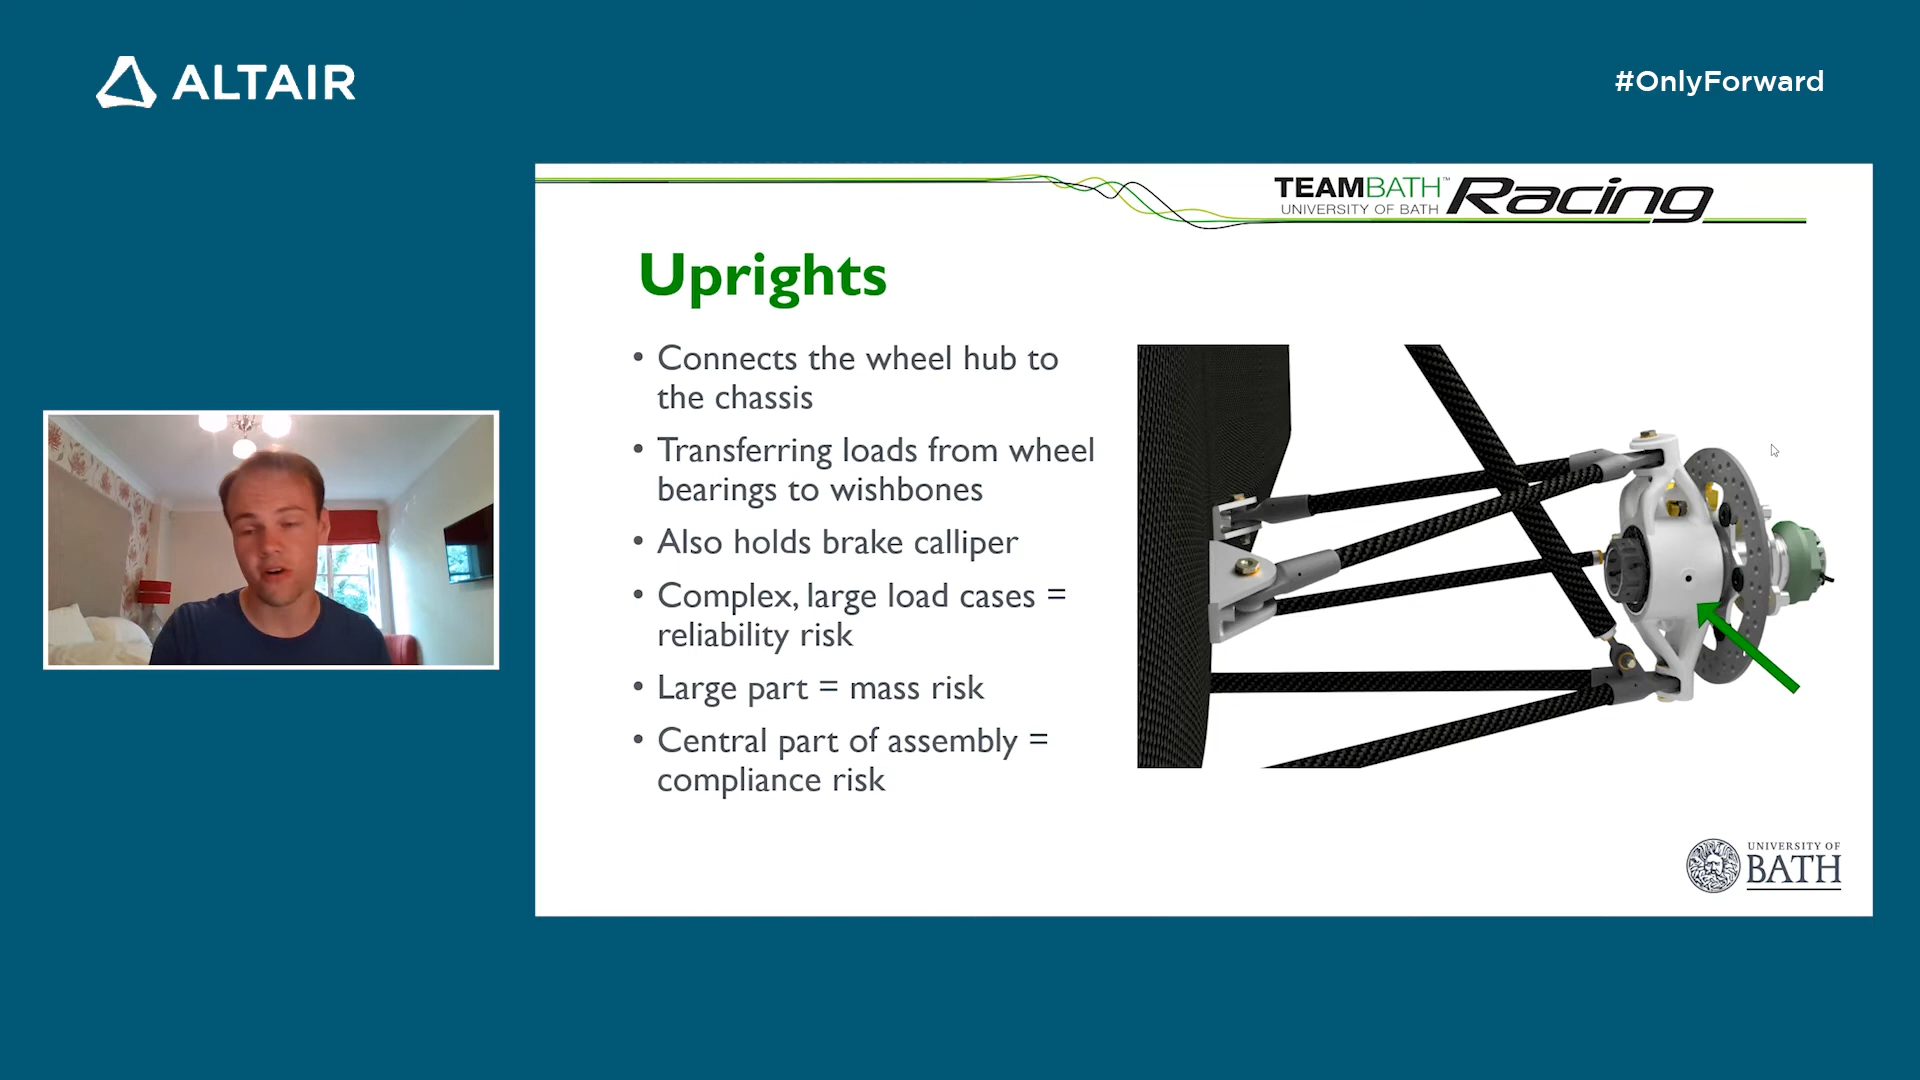 ALTAIR
#OnlyForward
TEAMBATH™ Racing
UNIVERSITY OF BATH
Uprights
• Connects the wheel hub to
the chassis
• Transferring loads from wheel
bearings to wishbones
• Also holds brake calliper
• Complex, large load cases =
reliability risk
• Large part = mass risk
• Central part of assembly =
compliance risk
UNIVERSITY OF
BATH